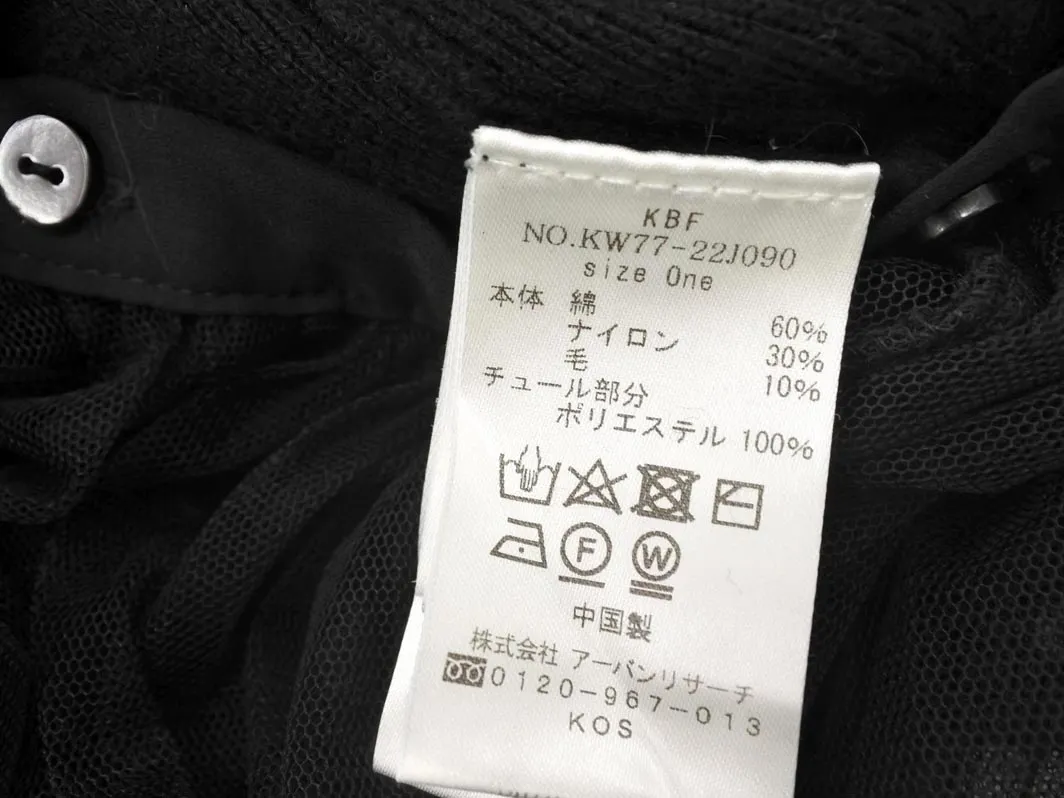 KBF
NO.KW77-22J090
size One
本体 綿 60%
ナイロン 30%
毛 10%
チュール部分
ポリエステル 100%
F W
中国製
株式会社 アーバンリサーチ
0120-967-013
KOS